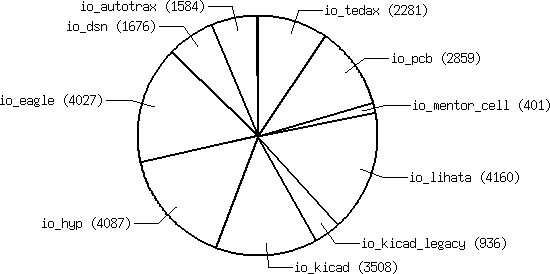 io_autotrax (1584)
io_tedax (2281)
io_dsn (1676)
io_pcb (2859)
io_eagle (4027)
io_mentor_cell (401)
io_lihata (4160)
io_hyp (4087)
io_kicad_legacy (936)
io_kicad (3508)